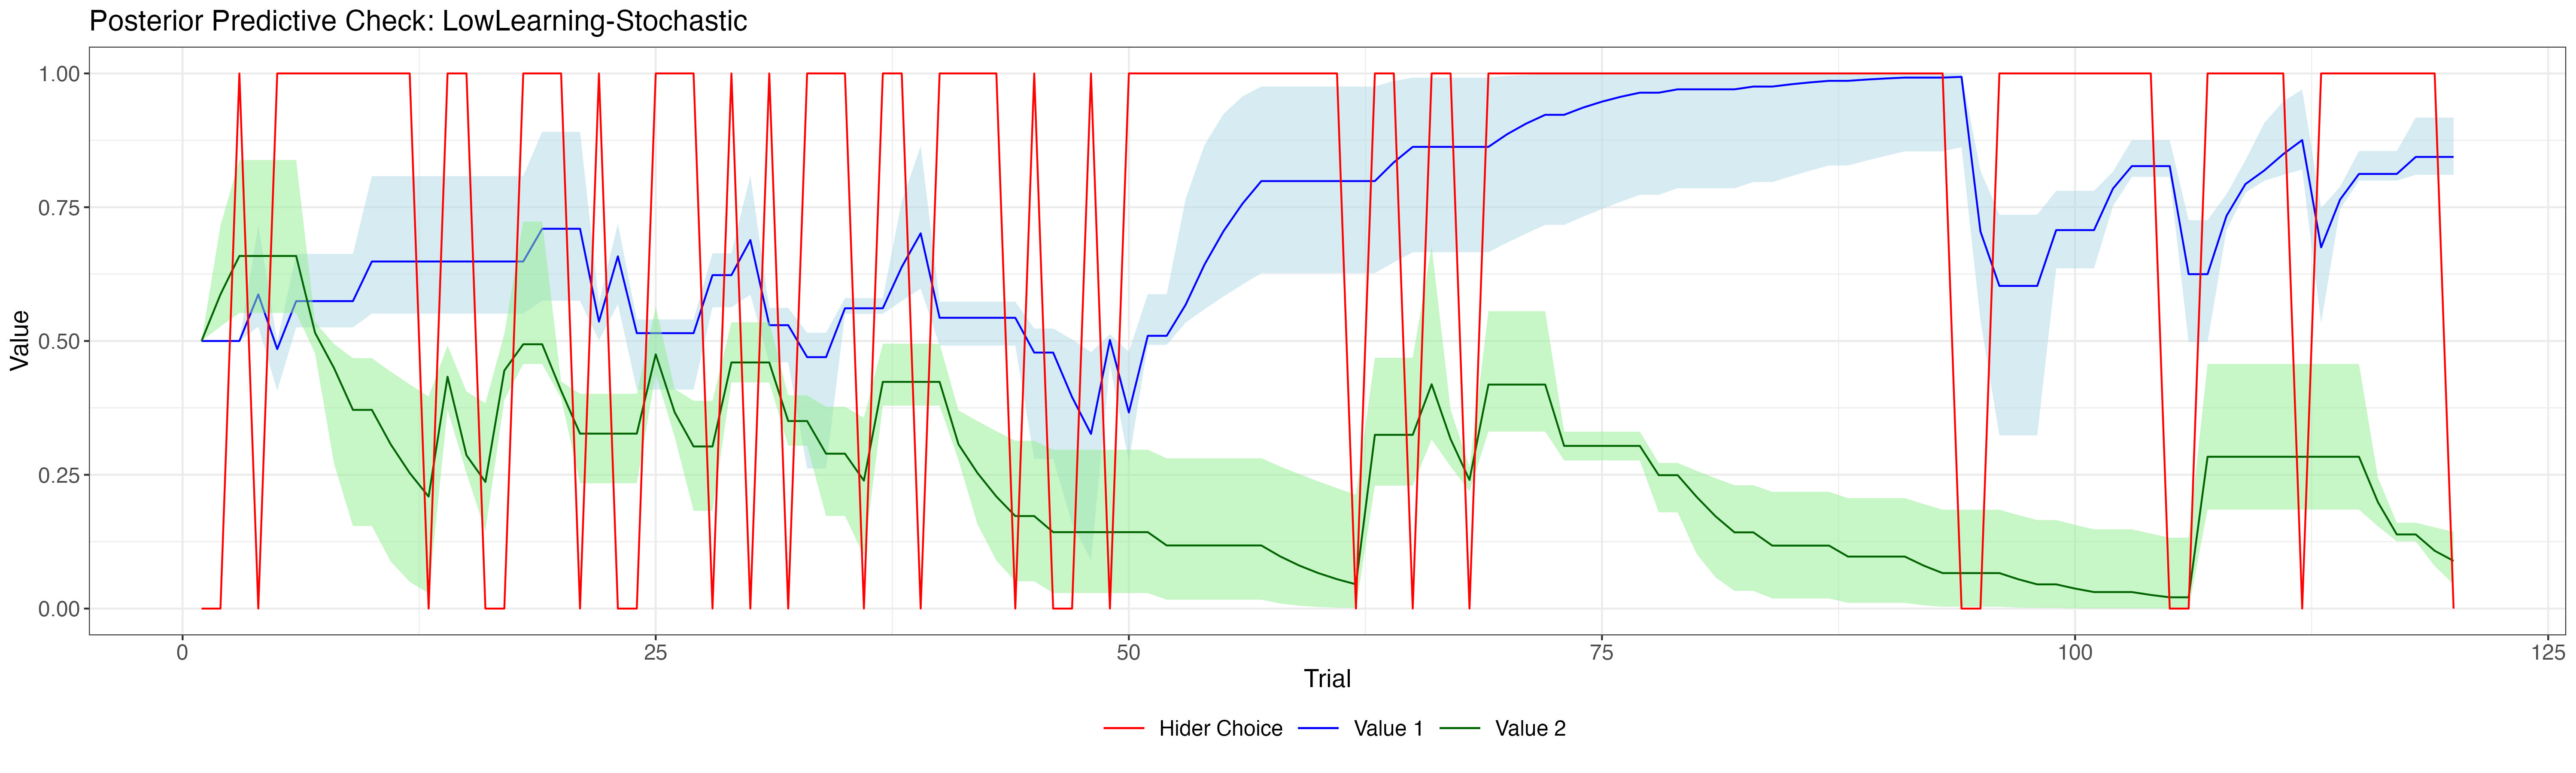 Posterior Predictive Check: LowLearning-Stochastic
1.00
0.75
0.50
0.25
0.00
Value
0 25 50 75 100 125
Trial
Hider Choice Value 1 Value 2